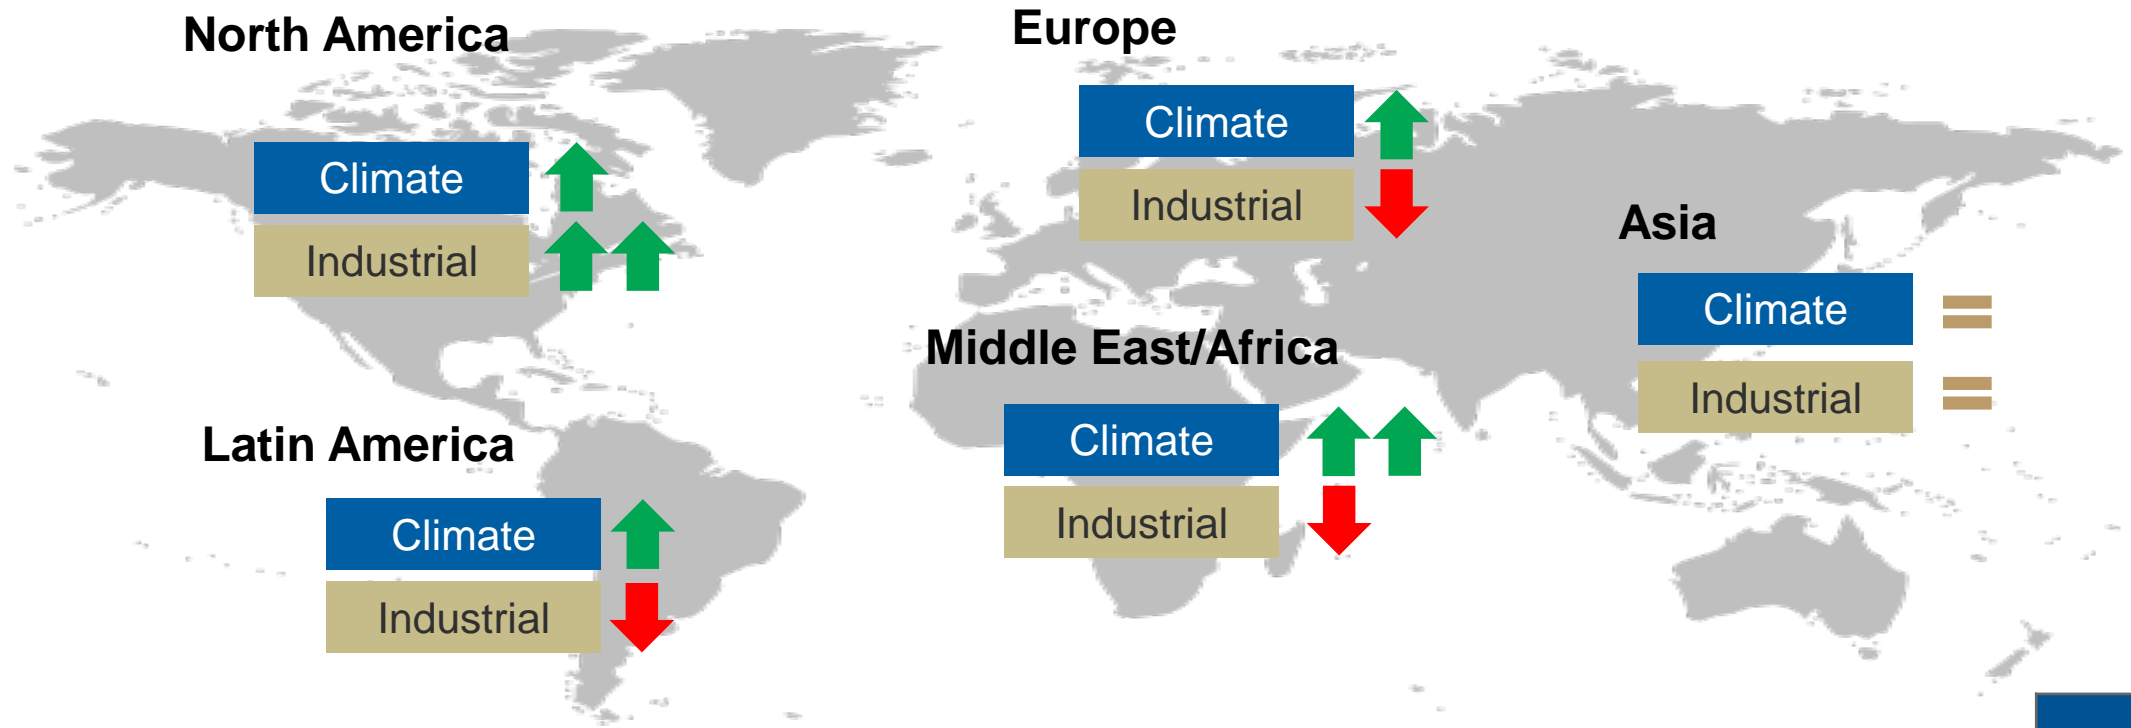 North America
Climate
Industrial
Europe
Climate
Industrial
Asia
Climate
Industrial
Middle East/Africa
Climate
Industrial
Latin America
Climate
Industrial